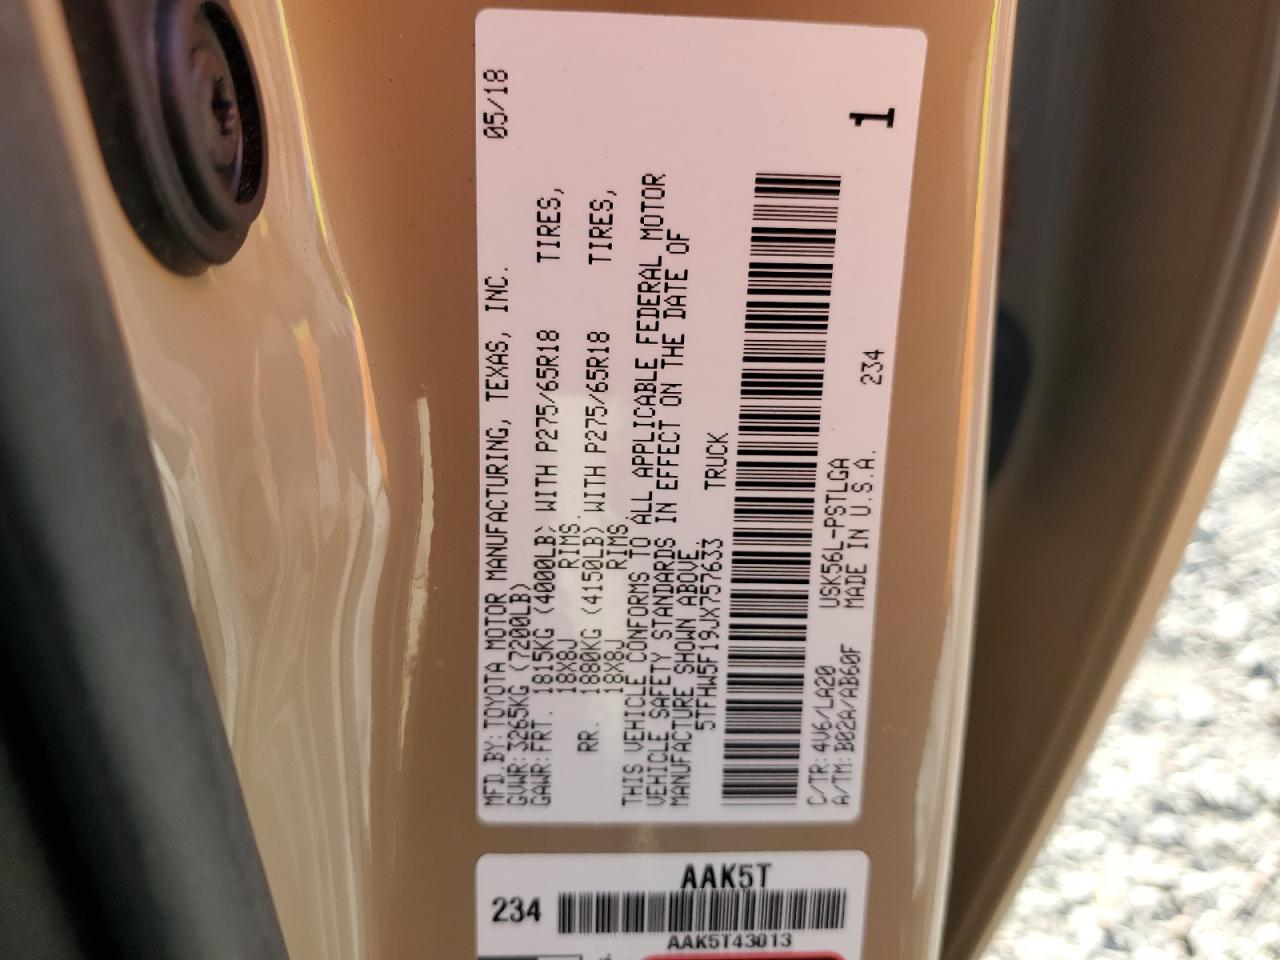 MFD.BY:TOYOTA MOTOR MANUFACTURING, TEXAS, INC. 05/18
GVWR:3265KG (7200LB)
GAWR:FRT. 1815KG (4000LB) WITH P275/65R18 TIRES,
18X8J RIMS.
RR. 1880KG (4150LB) WITH P275/65R18 TIRES,
18X8J RIMS.
THIS VEHICLE CONFORMS TO ALL APPLICABLE FEDERAL MOTOR
VEHICLE SAFETY STANDARDS IN EFFECT ON THE DATE OF
MANUFACTURE SHOWN ABOVE.
5TFHW5F19JX757633 TRUCK
C/TR:4V6/LA20 USK56L-PSTLGA
A/TM:B02A/AB60F MADE IN U.S.A. 234
1
AAK5T
234
AAK5T43013